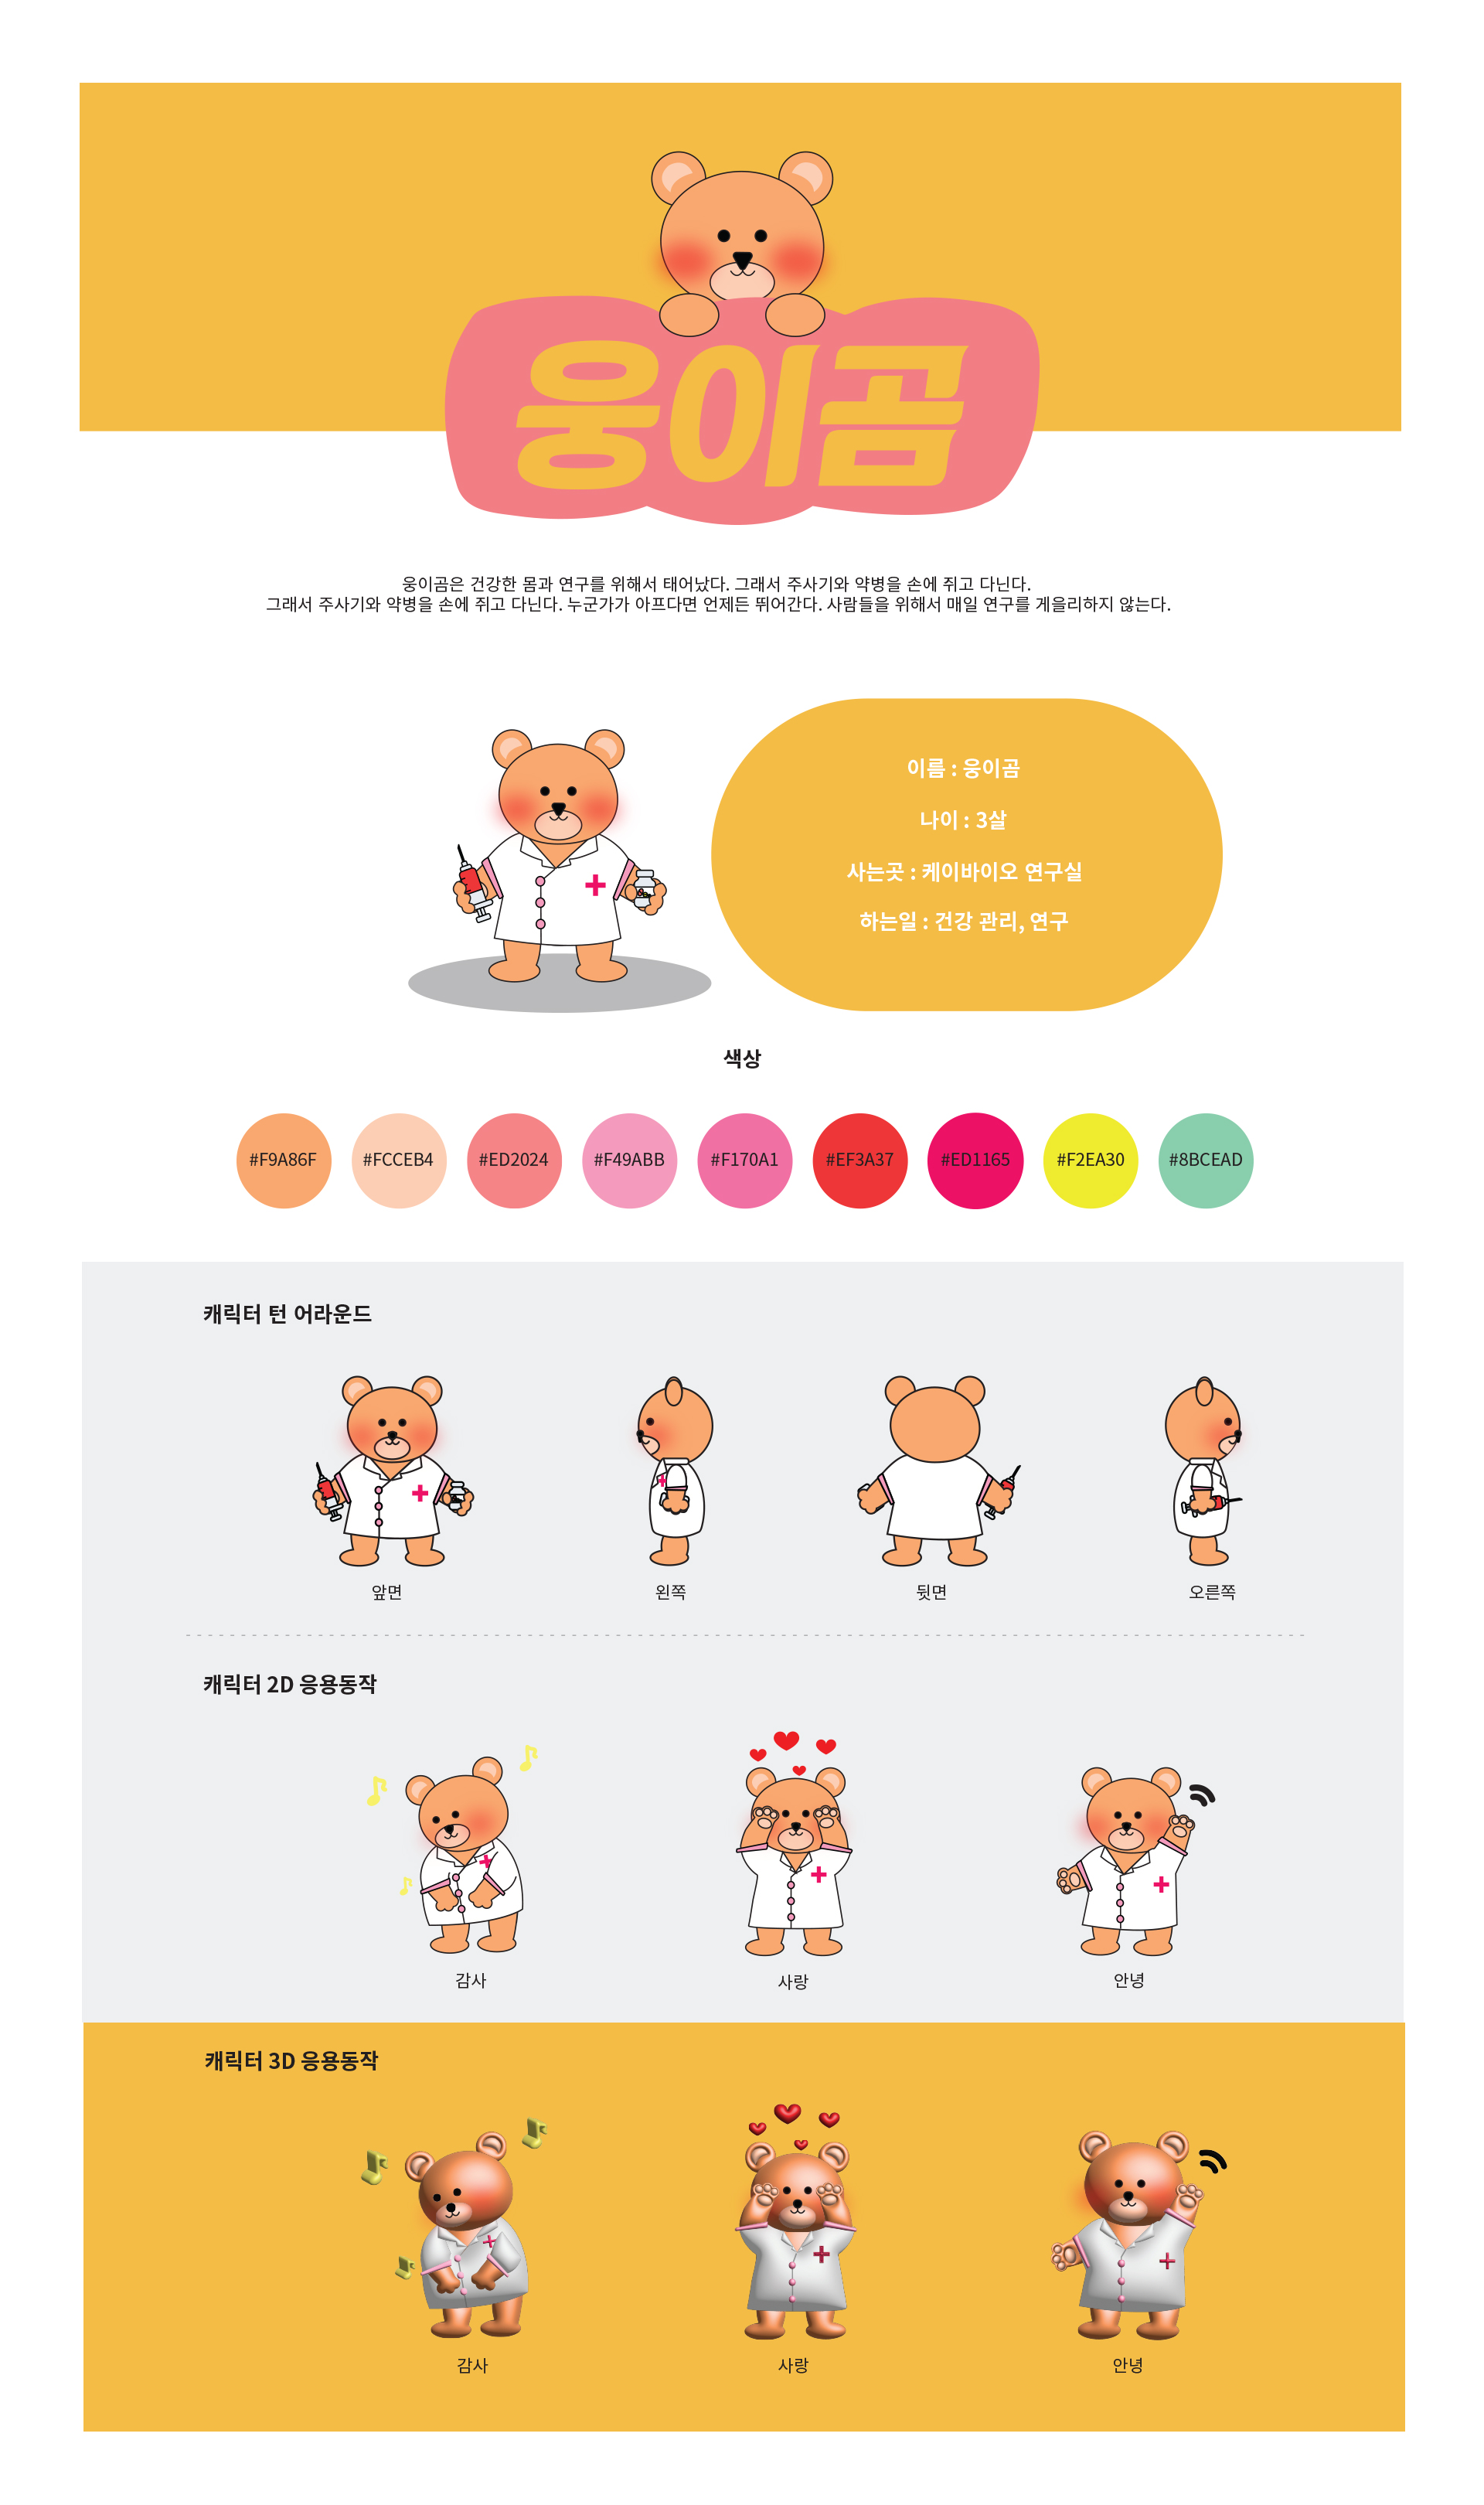 웅이곰
웅이곰은 건강한 몸과 연구를 위해서 태어났다. 그래서 주사기와 약병을 손에 쥐고 다닌다.
그래서 주사기와 약병을 손에 쥐고 다닌다. 누군가가 아프다면 언제든 뛰어간다. 사람들을 위해서 매일 연구를 게을리하지 않는다.
이름 : 웅이곰
나이 : 3살
사는곳 : 케이바이오 연구실
하는일 : 건강 관리, 연구
색상
#F9A86F #FCCEB4 #ED2024 #F49ABB #F170A1 #EF3A37 #ED1165 #F2EA30 #8BCEAD
캐릭터 턴 어라운드
앞면 왼쪽 뒷면 오른쪽
캐릭터 2D 응용동작
감사 사랑 안녕
캐릭터 3D 응용동작
감사 사랑 안녕